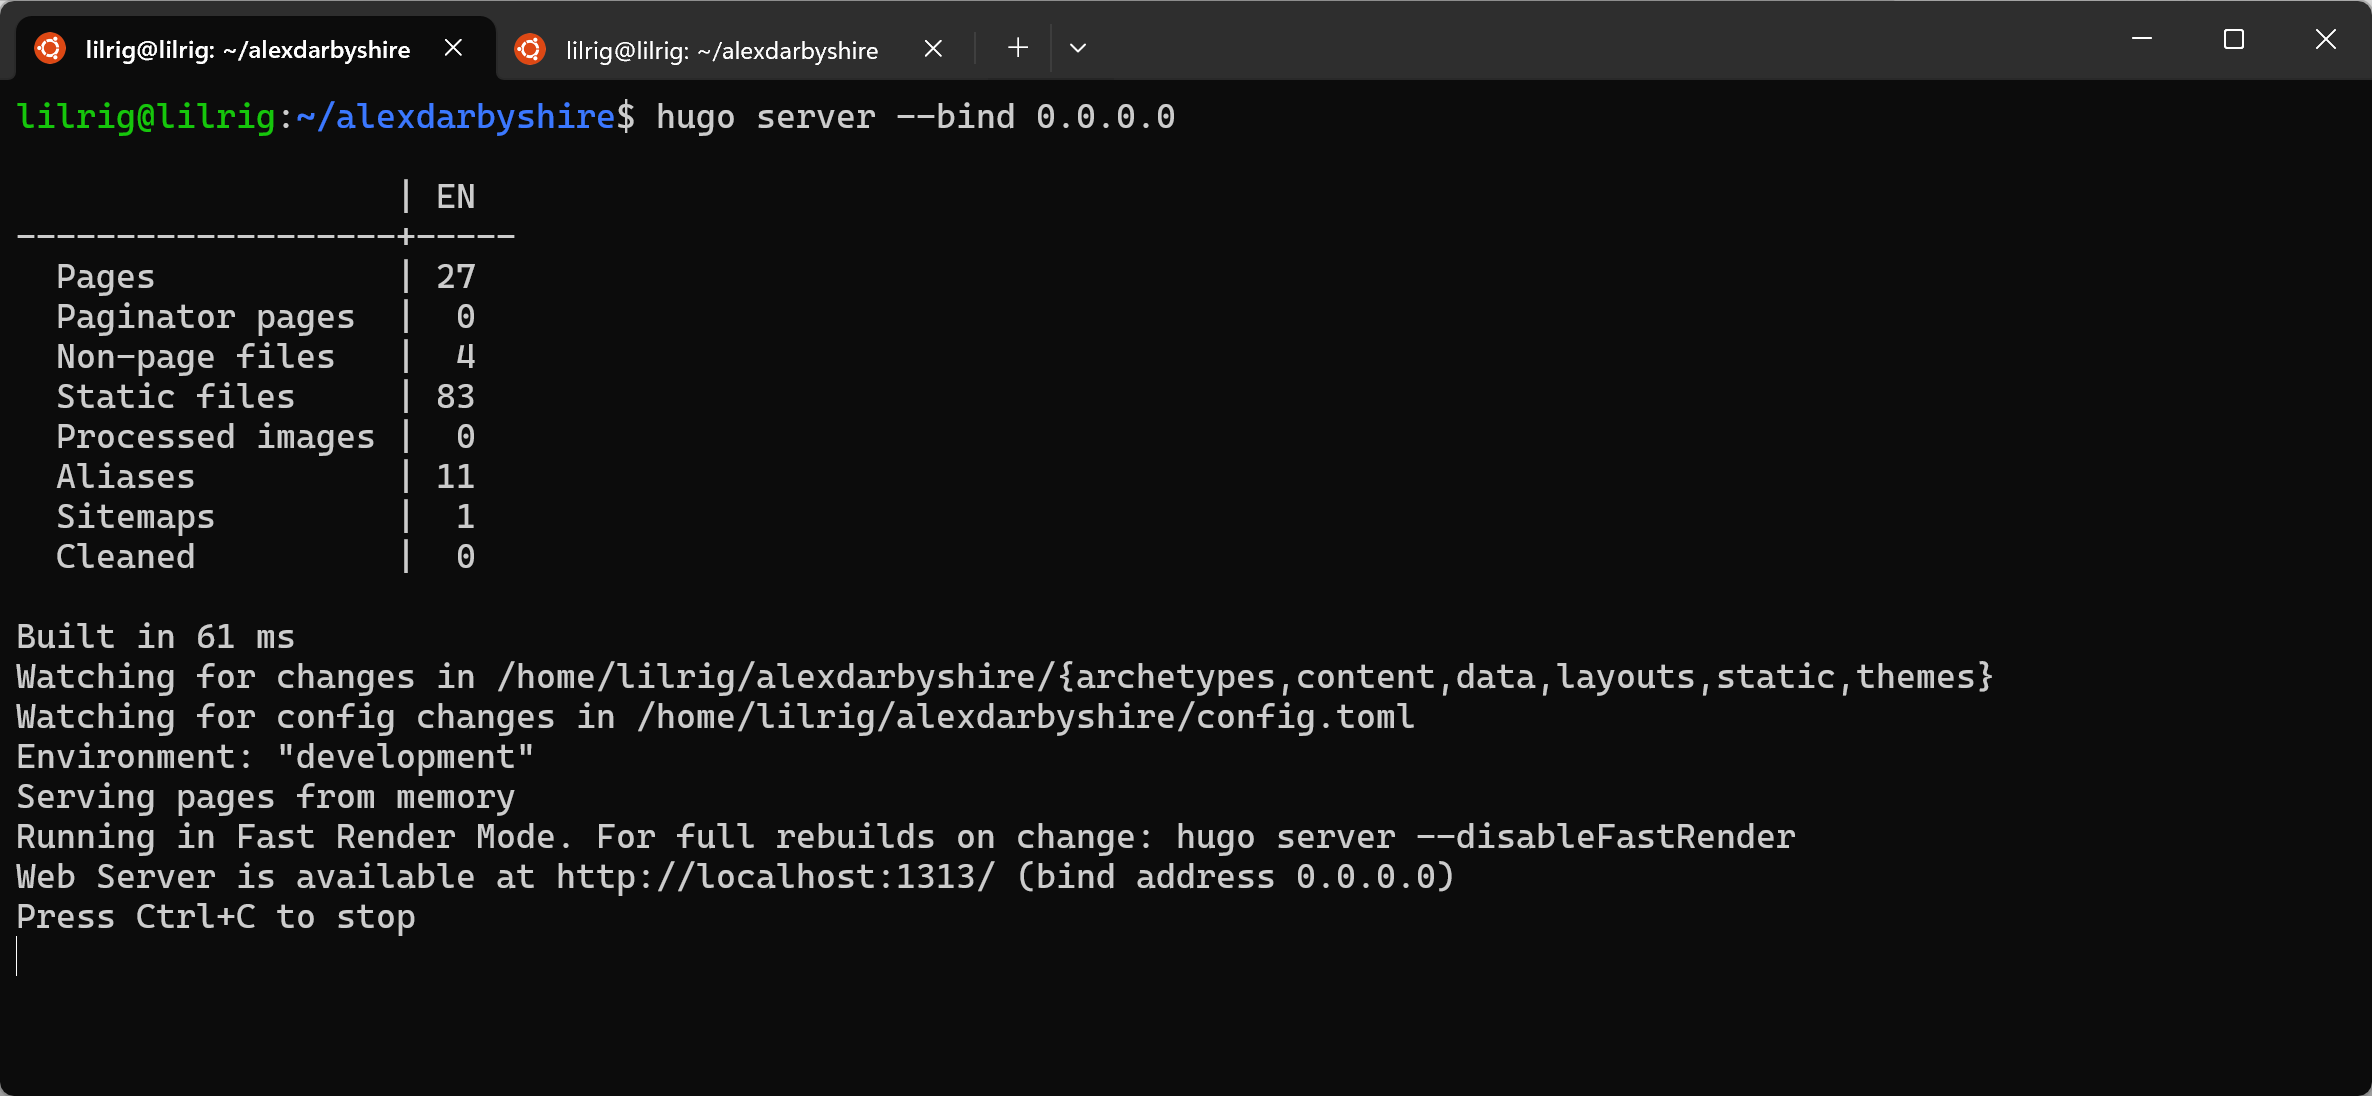 lilrig@lilrig: ~/alexdarbyshire
lilrig@lilrig: ~/alexdarbyshire
lilrig@lilrig:~/alexdarbyshire$ hugo server --bind 0.0.0.0
                   | EN
-------------------+-----
  Pages            | 27
  Paginator pages  |  0
  Non-page files   |  4
  Static files     | 83
  Processed images |  0
  Aliases          | 11
  Sitemaps         |  1
  Cleaned          |  0
Built in 61 ms
Watching for changes in /home/lilrig/alexdarbyshire/{archetypes,content,data,layouts,static,themes}
Watching for config changes in /home/lilrig/alexdarbyshire/config.toml
Environment: "development"
Serving pages from memory
Running in Fast Render Mode. For full rebuilds on change: hugo server --disableFastRender
Web Server is available at http://localhost:1313/ (bind address 0.0.0.0)
Press Ctrl+C to stop